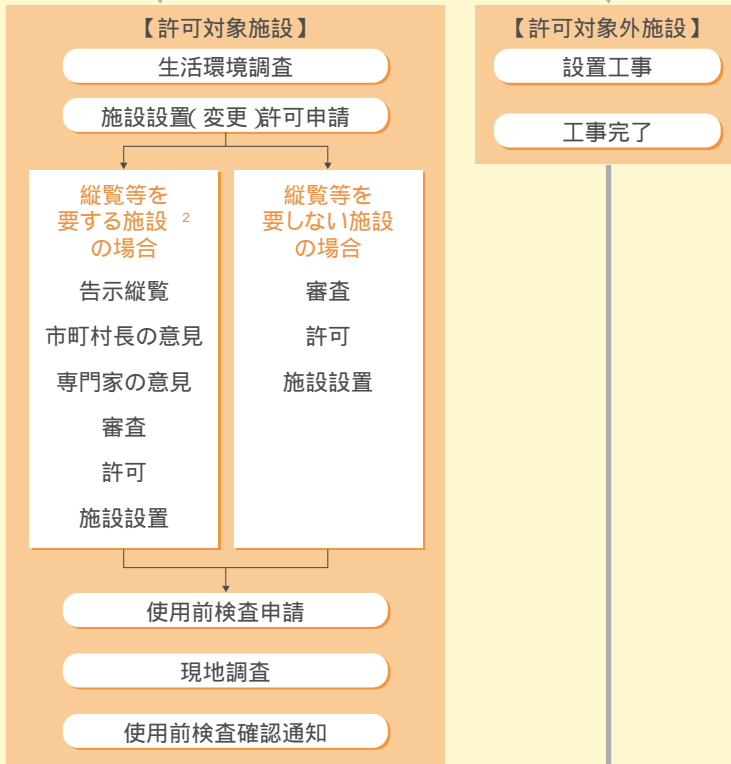 【許可対象施設】
生活環境調査
施設設置(変更)許可申請
縦覧等を
要する施設 2
の場合
告示縦覧
市町村長の意見
専門家の意見
審査
許可
施設設置
縦覧等を
要しない施設
の場合
審査
許可
施設設置
使用前検査申請
現地調査
使用前検査確認通知
【許可対象外施設】
設置工事
工事完了